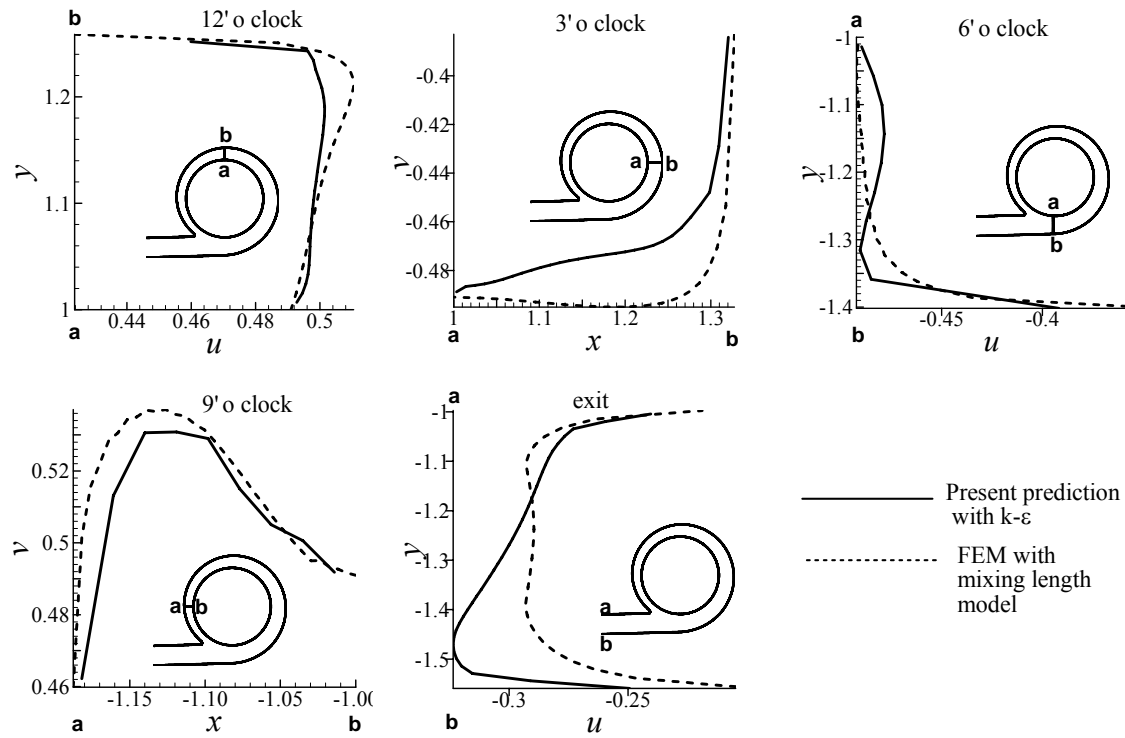 b
12' o clock
1.2
1.1
1
y
b
a
0.44
0.46
0.48
0.5
a
u
3' o clock
-0.4
-0.42
-0.44
-0.46
-0.48
v
a
b
1
1.1
1.2
1.3
a
x
b
a
6' o clock
-1
-1.1
-1.2
-1.3
-1.4
y
a
b
-0.45
-0.4
b
u
9' o clock
0.52
0.5
0.48
0.46
v
a
b
-1.15
-1.10
-1.05
-1.00
a
x
b
a
exit
-1
-1.1
-1.2
-1.3
-1.4
-1.5
y
a
b
-0.3
-0.25
b
u
Present prediction
with k-ε
FEM with
mixing length
model